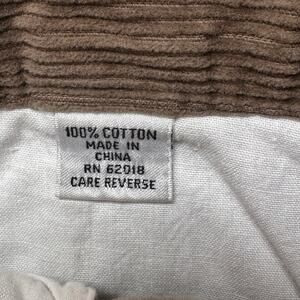 100% COTTON
MADE IN
CHINA
RN 62018
CARE REVERSE